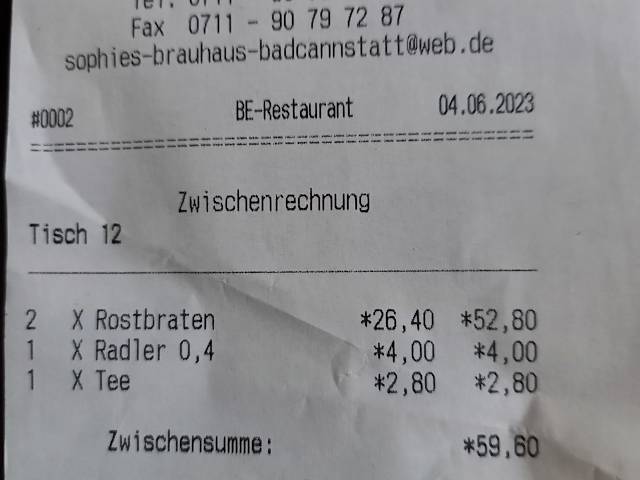 Fax 0711 - 90 79 72 87
sophies-brauhaus-badcannstatt@web.de
#0002 BE-Restaurant 04.06.2023
Zwischenrechnung
Tisch 12
2 X Rostbraten *26,40 *52,80
1 X Radler 0,4 *4,00 *4,00
1 X Tee *2,80 *2,80
Zwischensumme: *59,60